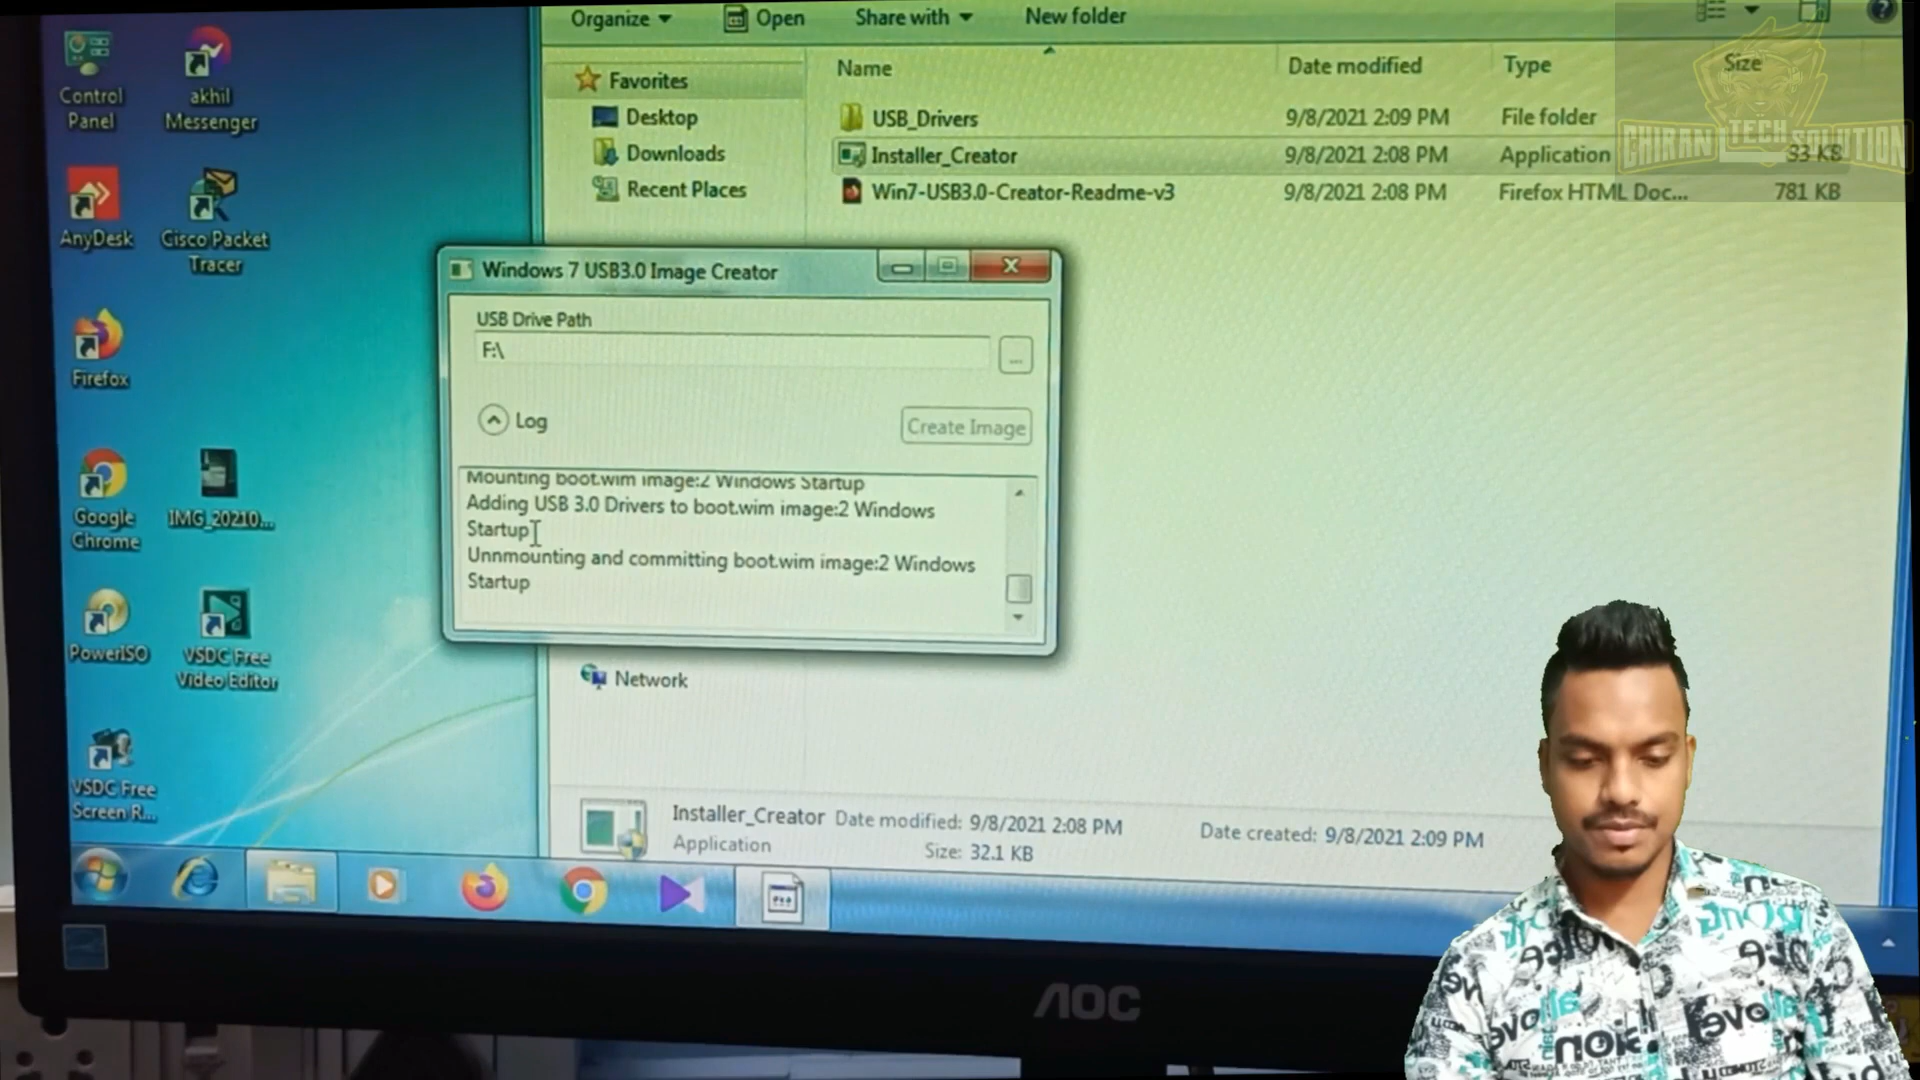 Organize
Open
Share with
New folder
Name
Date modified
Type
Size
Favorites
Desktop
Downloads
Recent Places
USB_Drivers
9/8/2021 2:09 PM
File folder
Installer_Creator
9/8/2021 2:08 PM
Application
33 KB
Win7-USB3.0-Creator-Readme-v3
9/8/2021 2:08 PM
Firefox HTML Doc...
781 KB
CHIRAN TECH SOLUTION
Control
Panel
akhil
Messenger
AnyDesk
Cisco Packet
Tracer
Firefox
Google
Chrome
IMG_20210...
PowerISO
VSDC Free
Video Editor
VSDC Free
Screen R...
Windows 7 USB3.0 Image Creator
USB Drive Path
F:\
...
Log
Create Image
Mounting boot.wim image:2 Windows Startup
Adding USB 3.0 Drivers to boot.wim image:2 Windows
Startup
Unnmounting and committing boot.wim image:2 Windows
Startup
Network
Installer_Creator
Date modified: 9/8/2021 2:08 PM
Date created: 9/8/2021 2:09 PM
Application
Size: 32.1 KB
AOC